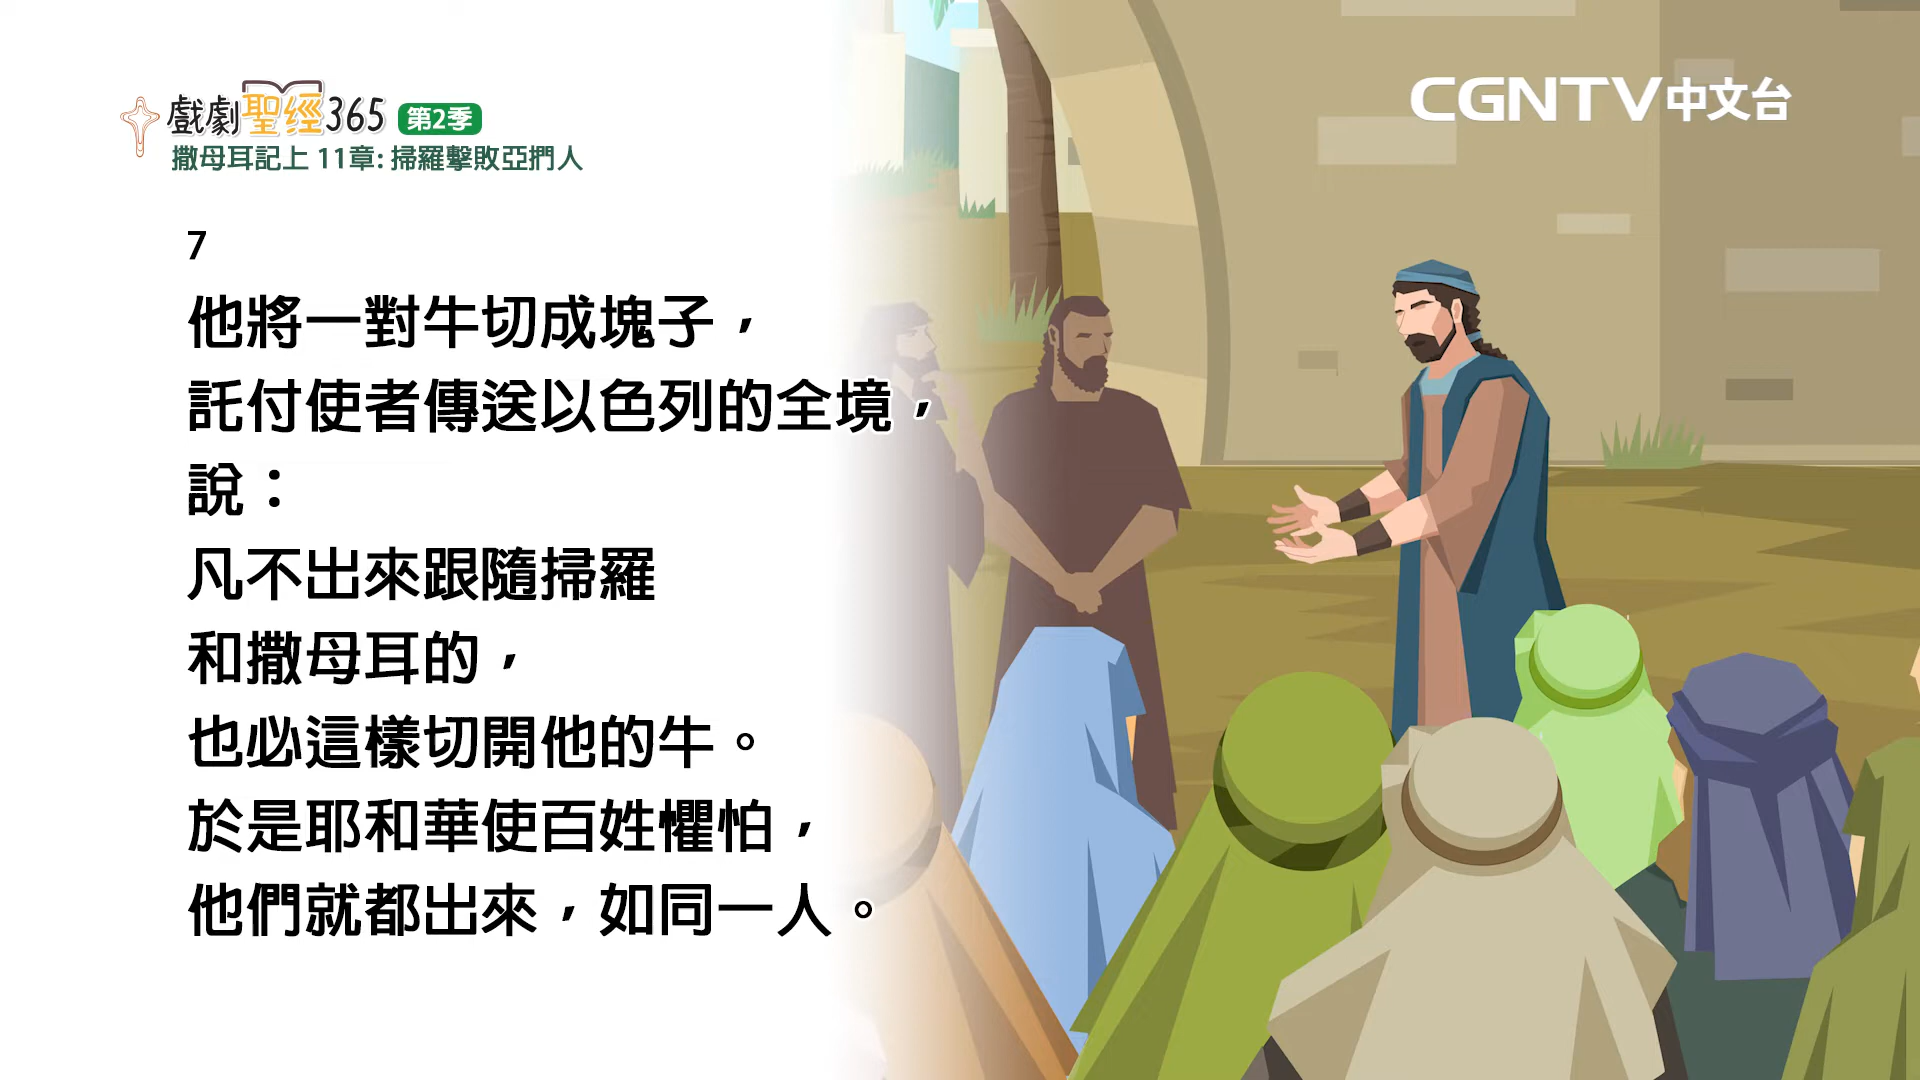 戲劇聖經365 第2季
CGNTV中文台
撒母耳記上 11章: 掃羅擊敗亞捫人
7
他將一對牛切成塊子，
託付使者傳送以色列的全境，
說：
凡不出來跟隨掃羅
和撒母耳的，
也必這樣切開他的牛。
於是耶和華使百姓懼怕，
他們就都出來，如同一人。